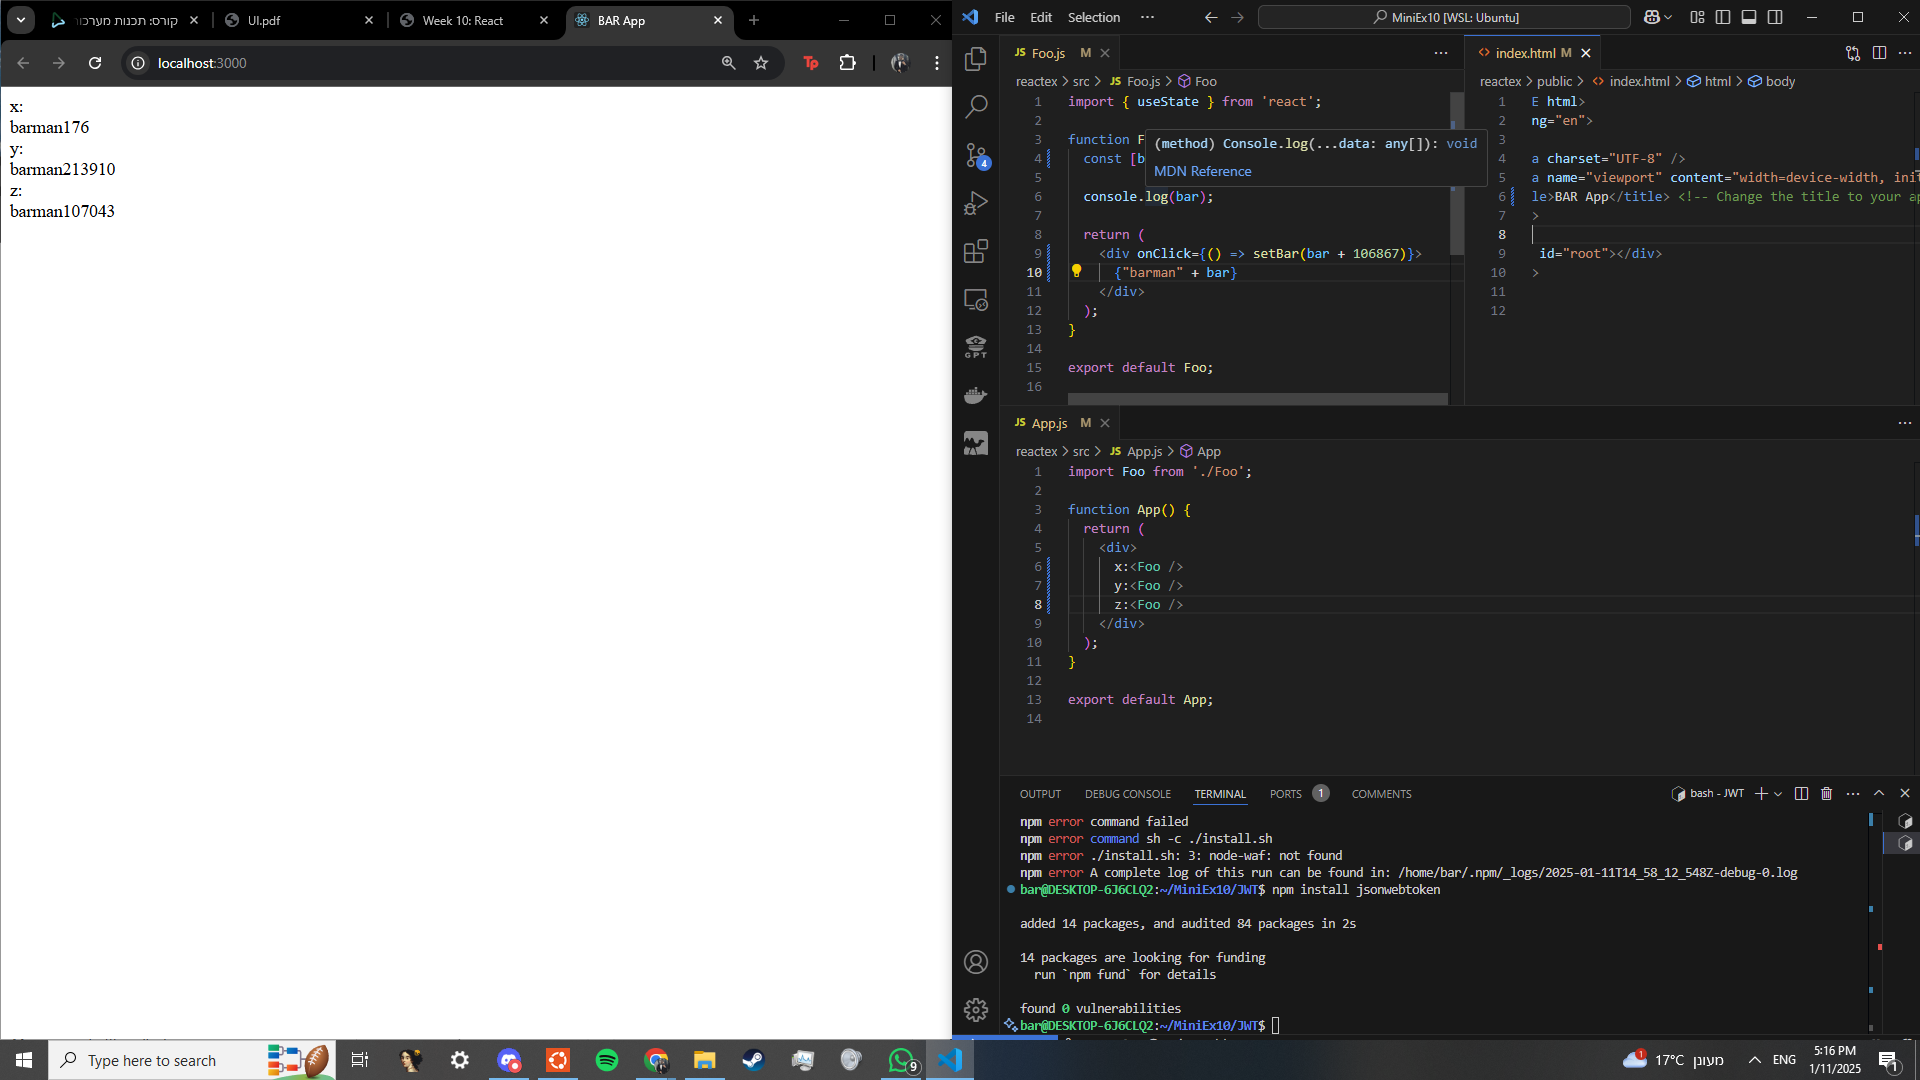 קורס: תכנות מערכו
UI.pdf
Week 10: React
BAR App
localhost:3000
x:
barman176
y:
barman213910
z:
barman107043
File Edit Selection ···
MiniEx10 [WSL: Ubuntu]
JS Foo.js M
reactex > src > JS Foo.js > Foo
1 import { useState } from 'react';
2
3 function F
4 const [b
5
6 console.log(bar);
7
8 return (
9 <div onClick={() => setBar(bar + 106867)}>
10 {"barman" + bar}
11 </div>
12 );
13 }
14
15 export default Foo;
16
(method) Console.log(...data: any[]): void
MDN Reference
<> index.html M
reactex > public > <> index.html > html > body
1 E html>
2 ng="en">
3
4 a charset="UTF-8" />
5 a name="viewport" content="width=device-width, init
6 le>BAR App</title> <!-- Change the title to your ap
7 >
8
9 id="root"></div>
10 >
11
12
JS App.js M
reactex > src > JS App.js > App
1 import Foo from './Foo';
2
3 function App() {
4 return (
5 <div>
6 x:<Foo />
7 y:<Foo />
8 z:<Foo />
9 </div>
10 );
11 }
12
13 export default App;
14
OUTPUT DEBUG CONSOLE TERMINAL PORTS 1 COMMENTS
bash - JWT
npm error command failed
npm error command sh -c ./install.sh
npm error ./install.sh: 3: node-waf: not found
npm error A complete log of this run can be found in: /home/bar/.npm/_logs/2025-01-11T14_58_12_548Z-debug-0.log
bar@DESKTOP-6J6CLQ2:~/MiniEx10/JWT$ npm install jsonwebtoken
added 14 packages, and audited 84 packages in 2s
14 packages are looking for funding
run `npm fund` for details
found 0 vulnerabilities
bar@DESKTOP-6J6CLQ2:~/MiniEx10/JWT$
4
GPT
Tp
Type here to search
9
1
17°C מעונן
ENG
5:16 PM
1/11/2025
1